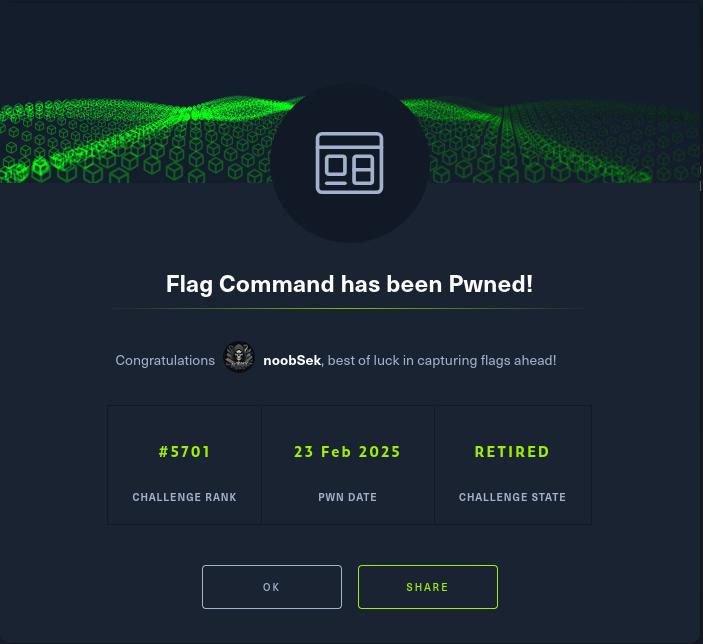 Flag Command has been Pwned!
Congratulations noobSek, best of luck in capturing flags ahead!
#5701 23 Feb 2025 RETIRED
CHALLENGE RANK PWN DATE CHALLENGE STATE
OK SHARE